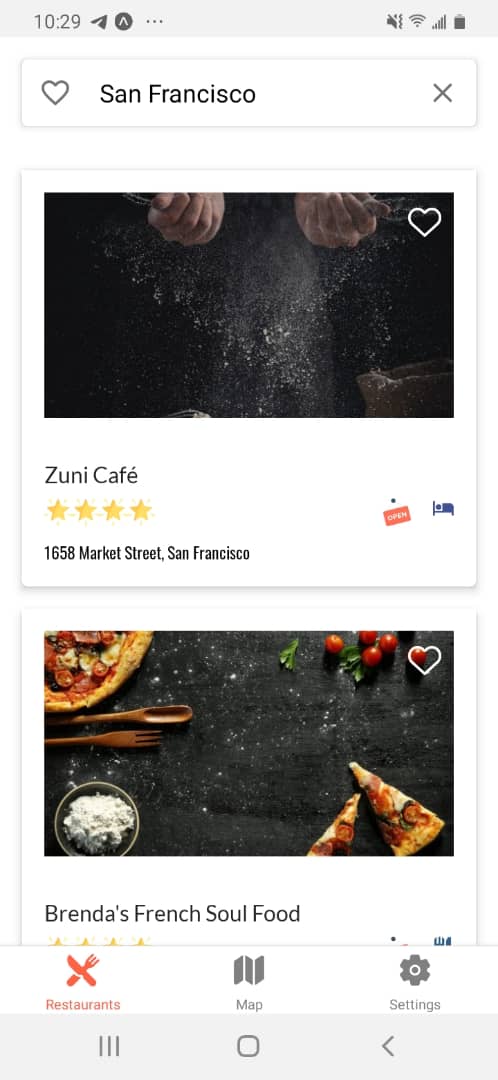 10:29
San Francisco
Zuni Café
OPEN
1658 Market Street, San Francisco
Brenda's French Soul Food
Restaurants
Map
Settings